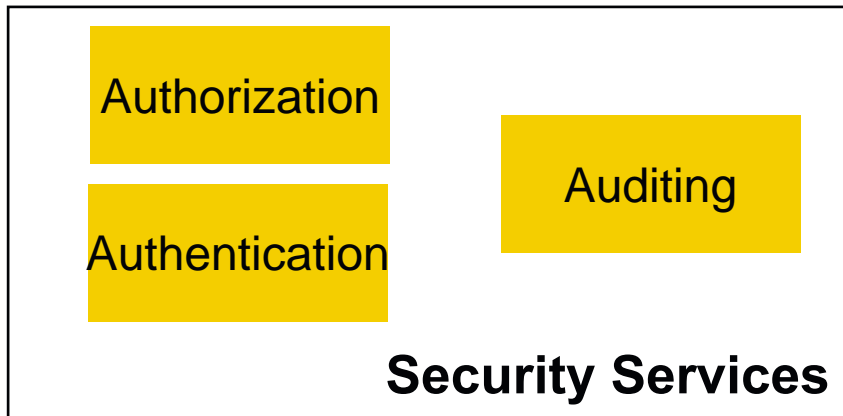 Authorization
Auditing
Authentication
Security Services